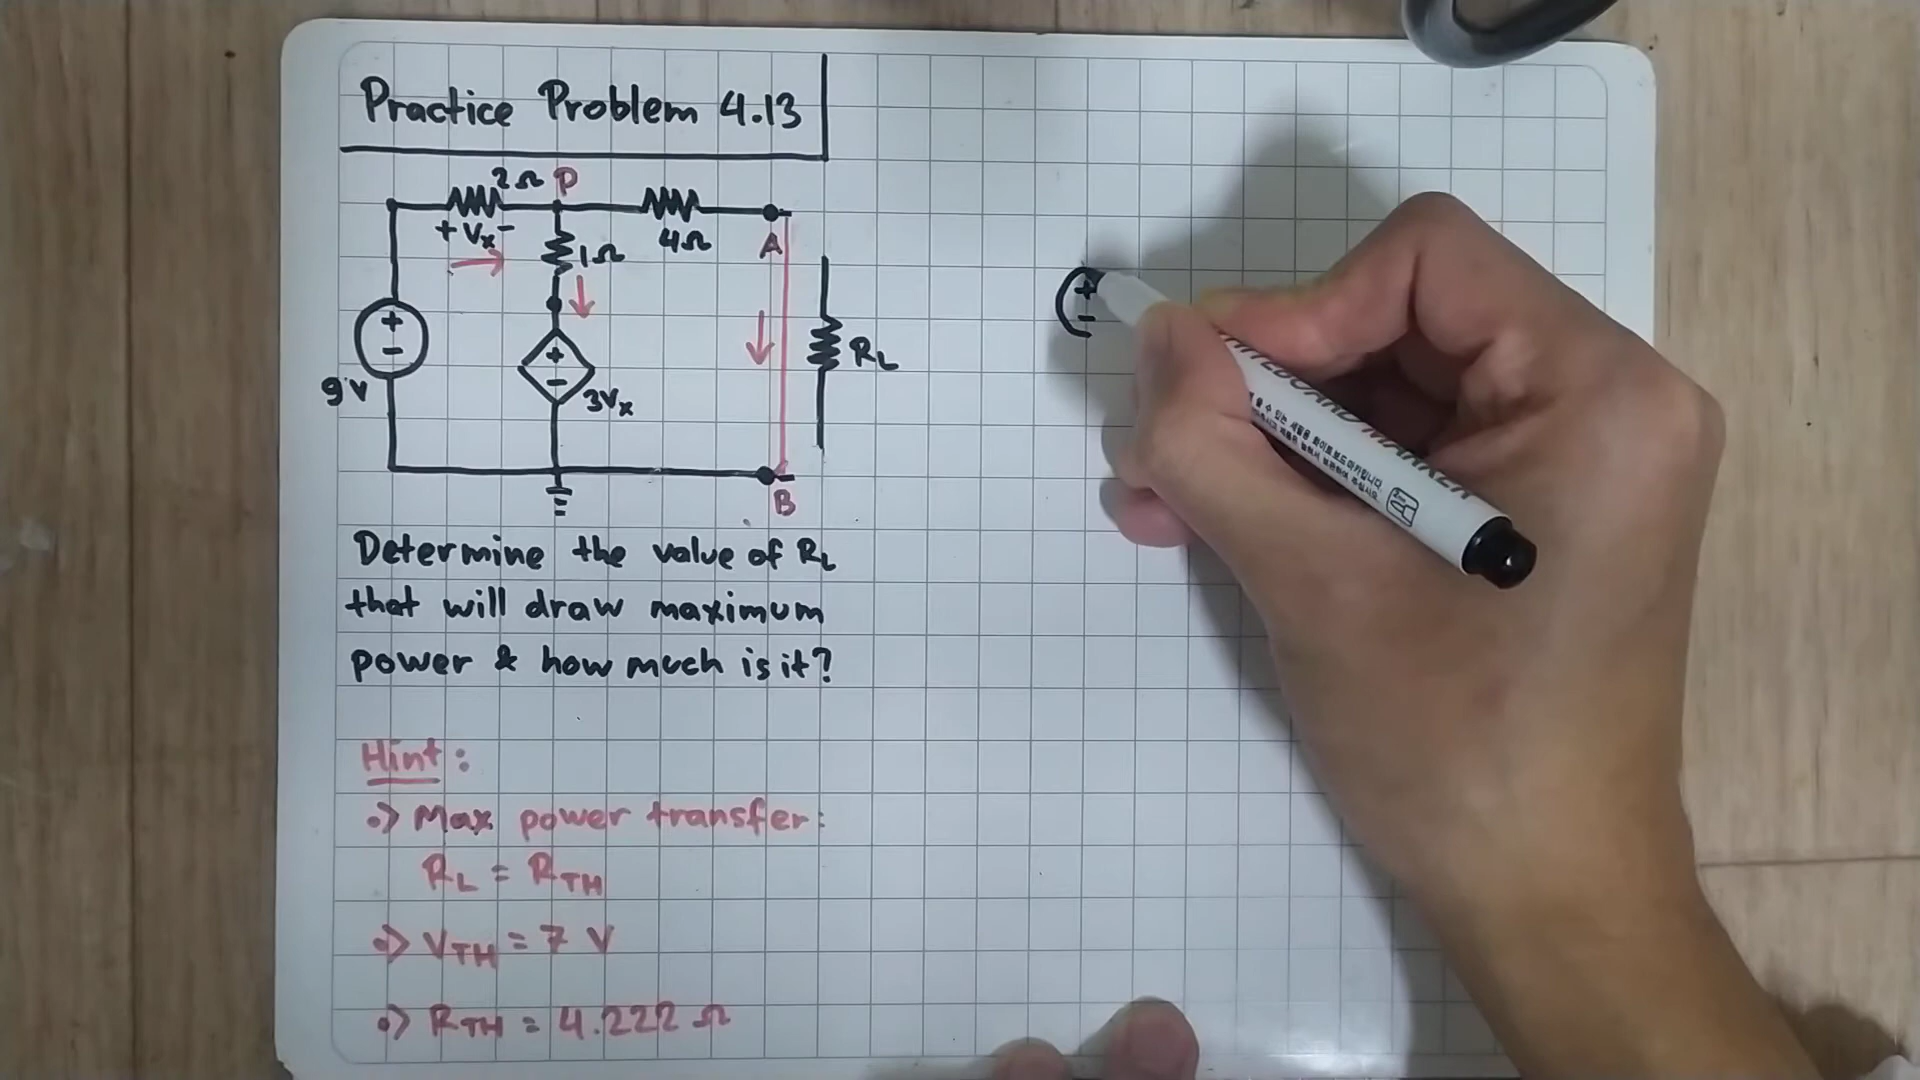 Practice Problem 4.13
2Ω P
+ Vx -
1Ω
4Ω
A
+
-
9V
+
-
3Vx
RL
B
Determine the value of RL
that will draw maximum
power & how much is it?
Hint:
•> Max power transfer:
RL = RTH
•> VTH = 7 V
•> RTH = 4.222 Ω
+
-
MARKER